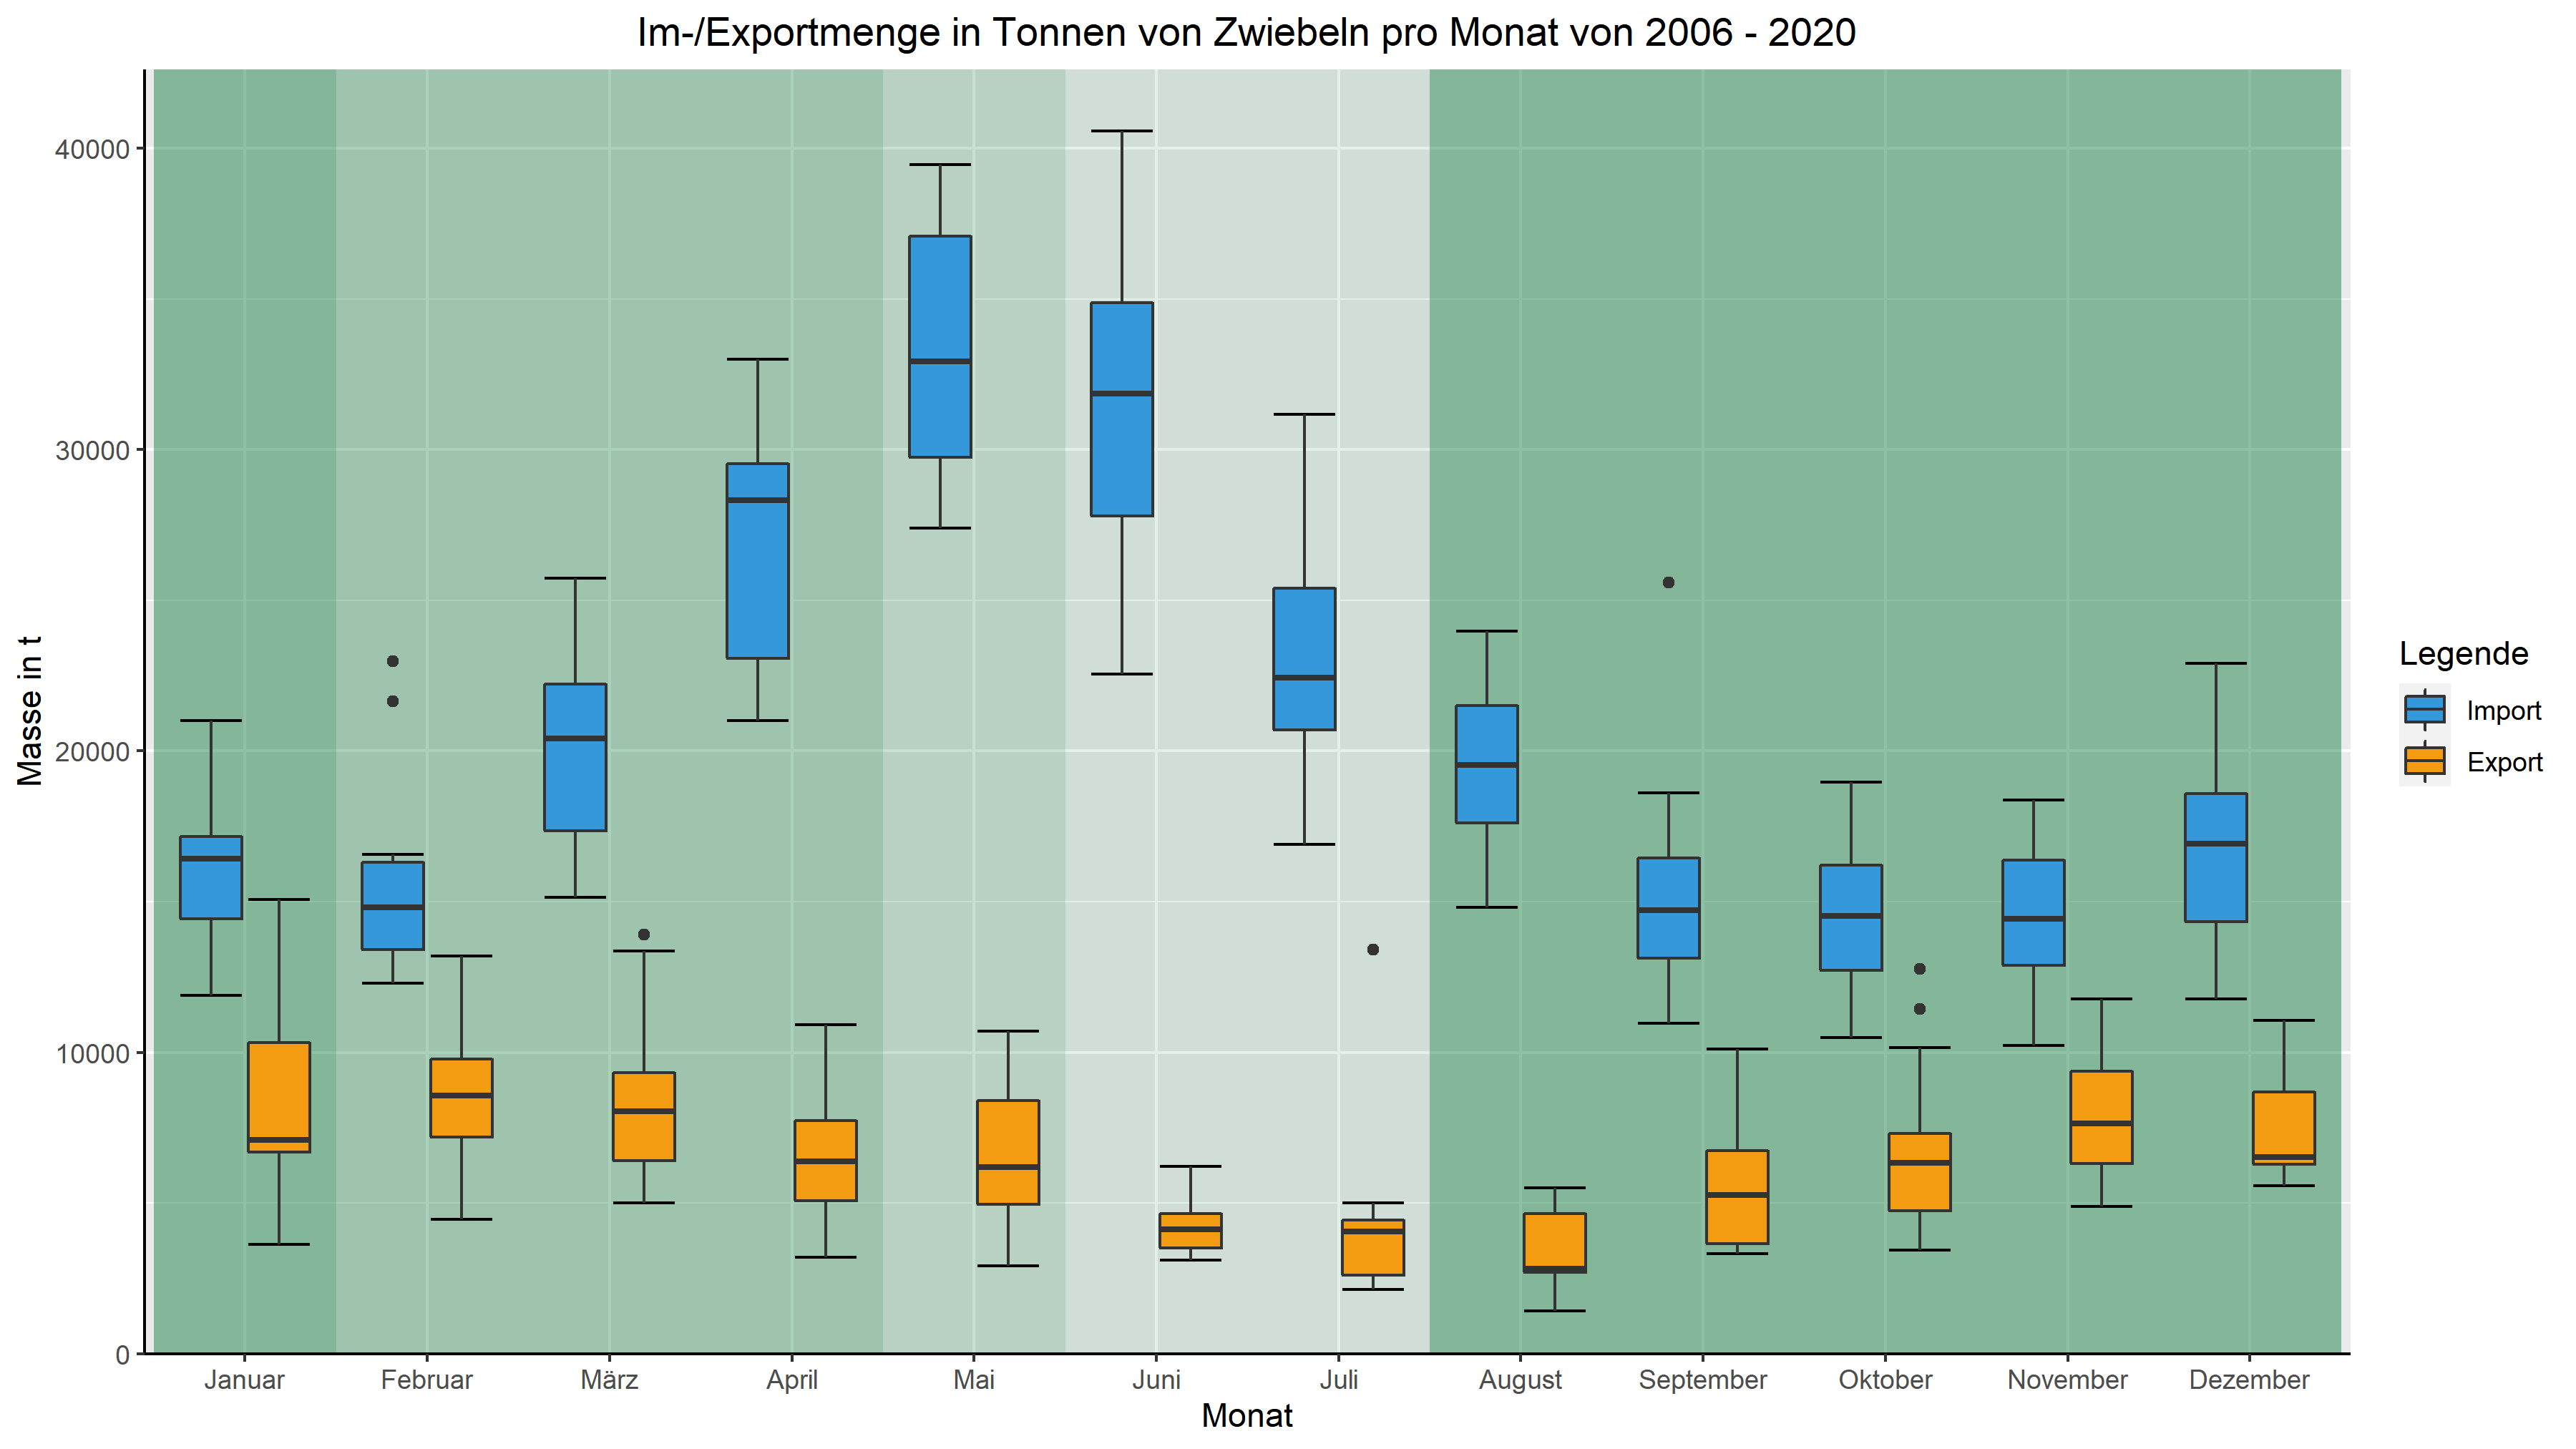 Im-/Exportmenge in Tonnen von Zwiebeln pro Monat von 2006 - 2020
Masse in t
40000
30000
20000
10000
0
Januar Februar März April Mai Juni Juli August September Oktober November Dezember
Monat
Legende
Import
Export